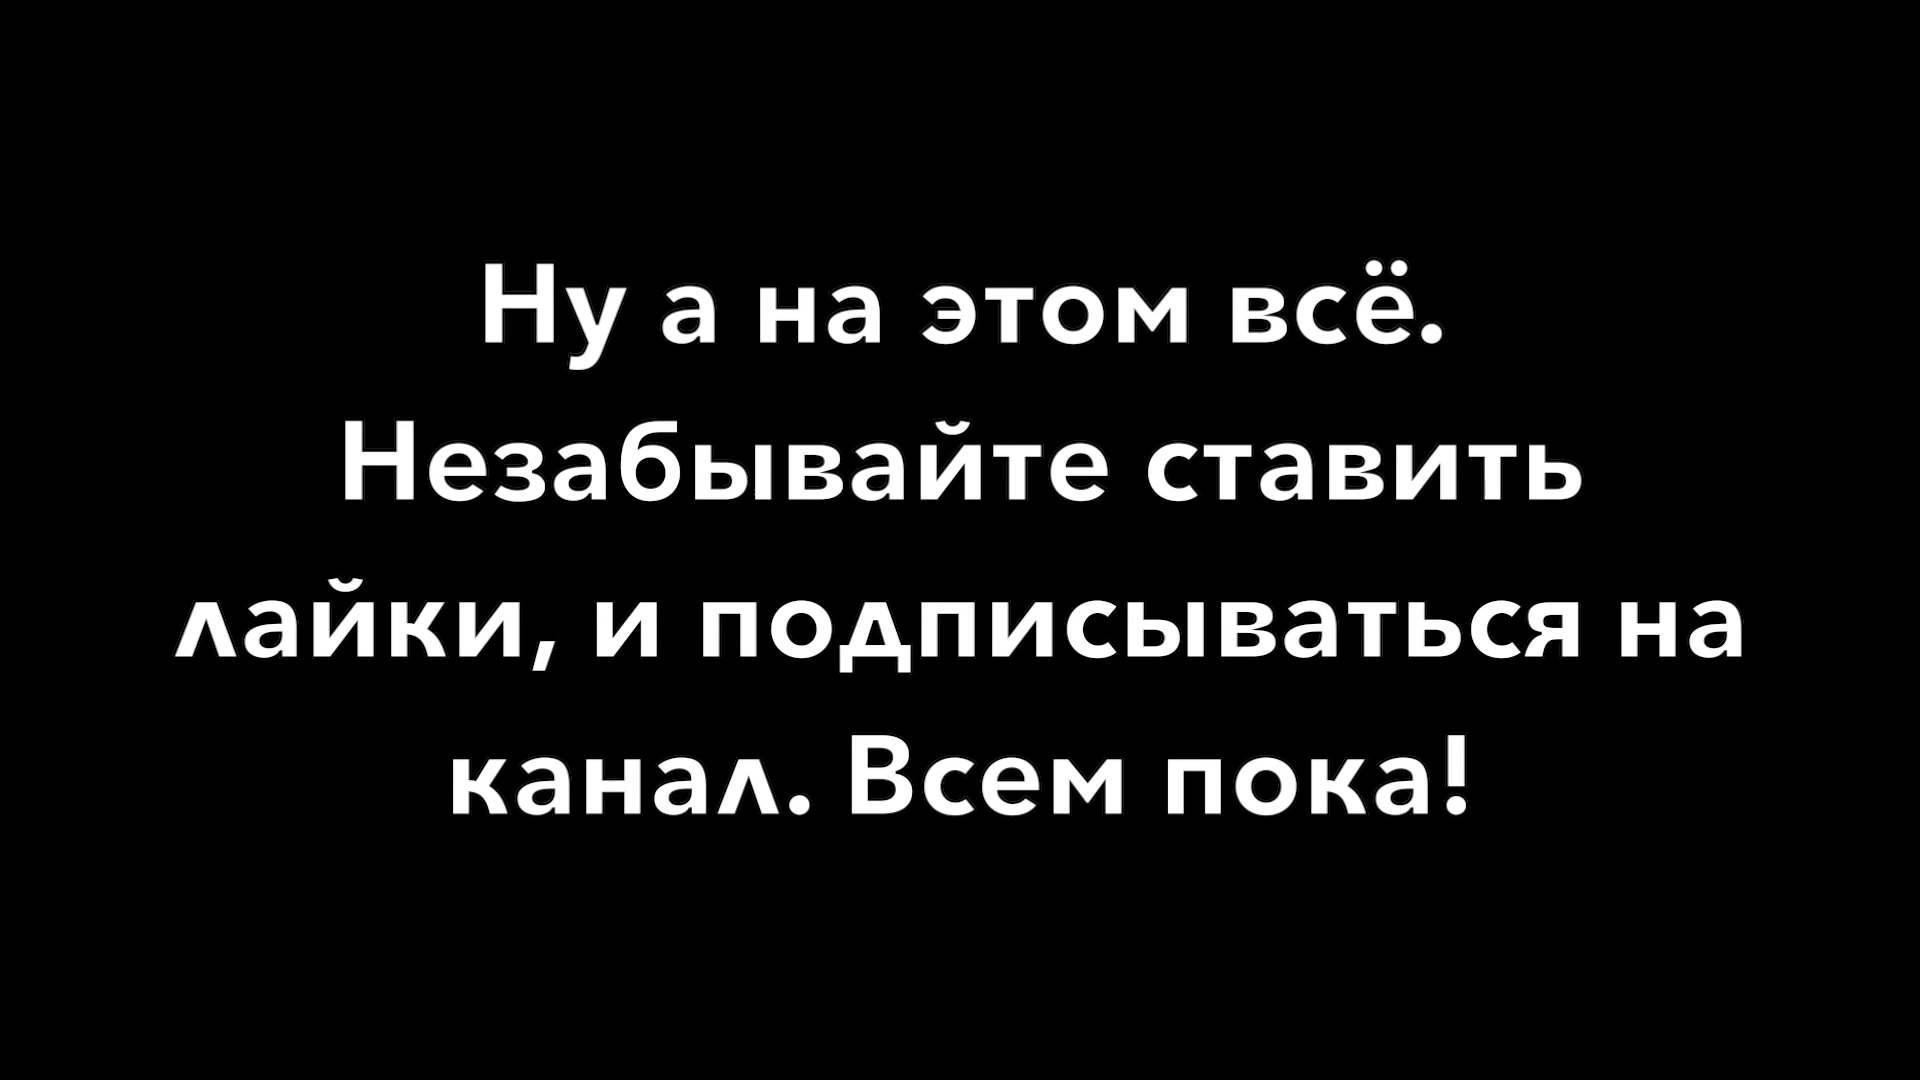 Ну а на этом всё.
Незабывайте ставить
лайки, и подписываться на
канал. Всем пока!